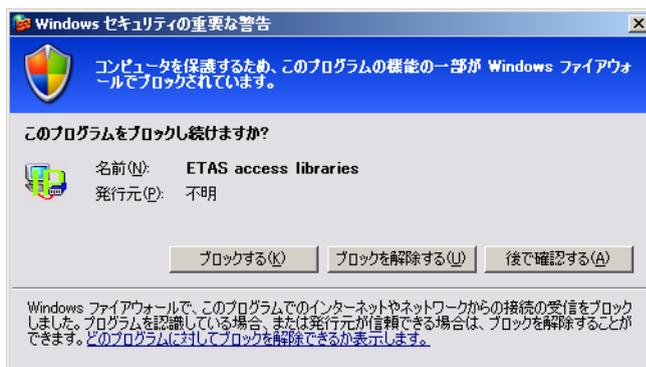 Windows セキュリティの重要な警告
コンピュータを保護するため、このプログラムの機能の一部が Windows ファイアウォ
ールでブロックされています。
このプログラムをブロックし続けますか?
名前(N): ETAS access libraries
発行元(P): 不明
ブロックする(K) ブロックを解除する(U) 後で確認する(A)
Windows ファイアウォールで、このプログラムでのインターネットやネットワークからの接続の受信をブロック
しました。プログラムを認識している場合、または発行元が信頼できる場合は、ブロックを解除することが
できます。どのプログラムに対してブロックを解除できるか表示します。